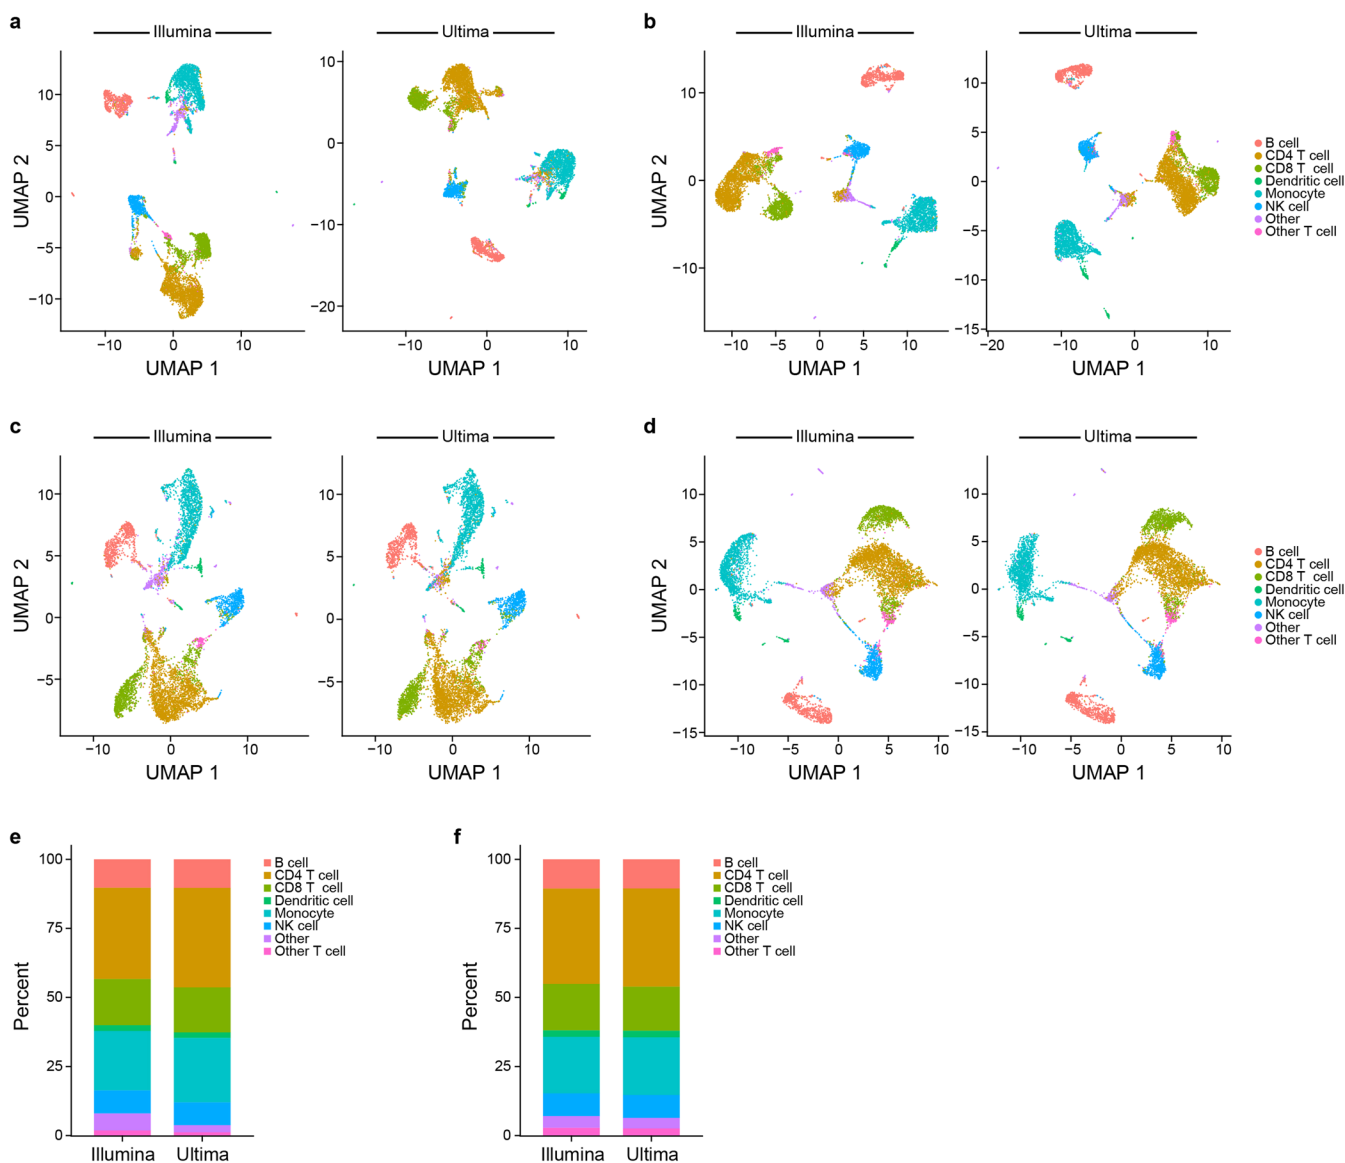 a
Illumina
Ultima
10
5
0
−5
−10
UMAP 2
−10
0
10
UMAP 1
10
0
−10
−20
−10
0
10
UMAP 1
b
Illumina
Ultima
10
0
−10
UMAP 2
−10
−5
0
5
10
UMAP 1
10
5
0
−5
−10
−15
−20
−10
0
10
UMAP 1
B cell
CD4 T cell
CD8 T cell
Dendritic cell
Monocyte
NK cell
Other
Other T cell
c
Illumina
Ultima
10
5
0
−5
UMAP 2
−10
0
10
UMAP 1
10
5
0
−5
−10
0
10
UMAP 1
d
Illumina
Ultima
10
5
0
−5
−10
−15
UMAP 2
−10
−5
0
5
10
UMAP 1
10
5
0
−5
−10
−15
−10
−5
0
5
10
UMAP 1
B cell
CD4 T cell
CD8 T cell
Dendritic cell
Monocyte
NK cell
Other
Other T cell
e
100
75
50
25
0
Percent
Illumina
Ultima
B cell
CD4 T cell
CD8 T cell
Dendritic cell
Monocyte
NK cell
Other
Other T cell
f
100
75
50
25
0
Percent
Illumina
Ultima
B cell
CD4 T cell
CD8 T cell
Dendritic cell
Monocyte
NK cell
Other
Other T cell